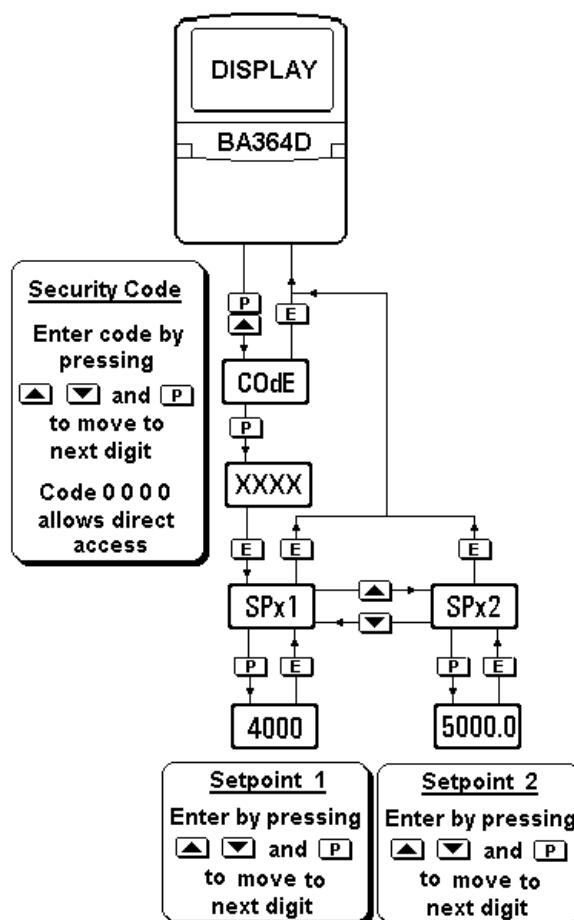 DISPLAY
BA364D
P
E
COdE
P
XXXX
E
E
E
SPx1
SPx2
P
E
P
E
4000
5000.0
Security Code
Enter code by
pressing
▲ ▼ and P
to move to
next digit
Code 0 0 0 0
allows direct
access
Setpoint 1
Enter by pressing
▲ ▼ and P
to move to
next digit
Setpoint 2
Enter by pressing
▲ ▼ and P
to move to
next digit